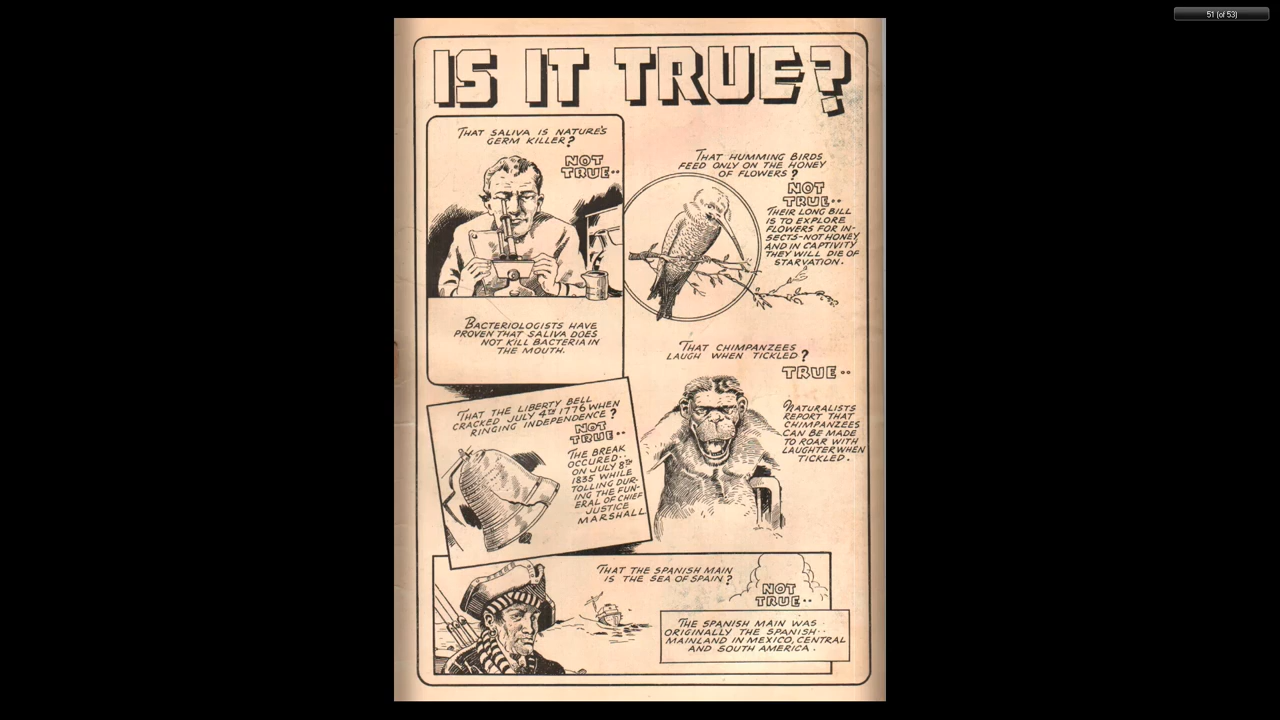 51 (of 53)
IS IT TRUE?
THAT SALIVA IS NATURE'S
GERM KILLER?
NOT
TRUE..
BACTERIOLOGISTS HAVE
PROVEN THAT SALIVA DOES
NOT KILL BACTERIA IN
THE MOUTH.
THAT HUMMING BIRDS
FEED ONLY ON THE HONEY
OF FLOWERS?
NOT
TRUE..
THEIR LONG BILL
IS TO EXPLORE
FLOWERS FOR IN-
SECTS-NOT HONEY
AND IN CAPTIVITY
THEY WILL DIE OF
STARVATION.
THAT CHIMPANZEES
LAUGH WHEN TICKLED?
TRUE..
NATURALISTS
REPORT THAT
CHIMPANZEES
CAN BE MADE
TO ROAR WITH
LAUGHTER WHEN
TICKLED.
THAT THE LIBERTY BELL
CRACKED JULY 4TH 1776 WHEN
RINGING INDEPENDENCE?
NOT
TRUE..
THE BREAK
OCCURED..
ON JULY 8TH
1835 WHILE
TOLLING DUR-
ING THE FUN-
ERAL OF CHIEF
JUSTICE
MARSHALL
THAT THE SPANISH MAIN
IS THE SEA OF SPAIN?
NOT
TRUE..
THE SPANISH MAIN WAS
ORIGINALLY THE SPANISH..
MAINLAND IN MEXICO, CENTRAL
AND SOUTH AMERICA.